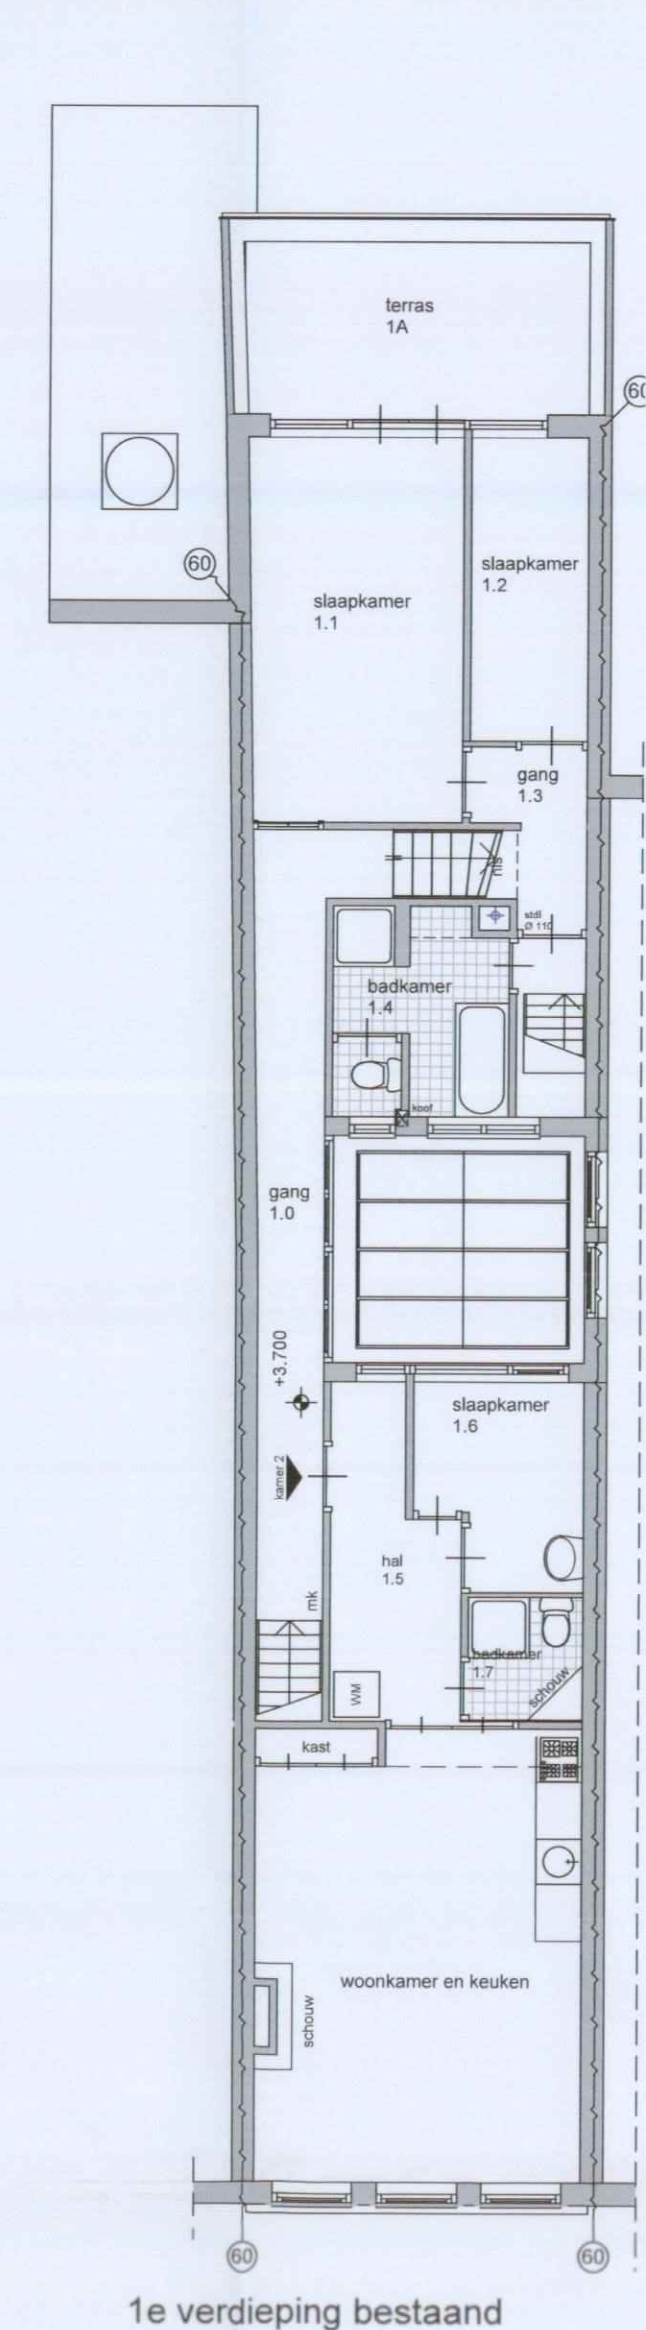 terras
1A
60
60
slaapkamer
1.2
slaapkamer
1.1
gang
1.3
stdl
Ø 110
badkamer
1.4
koof
gang
1.0
+3.700
slaapkamer
1.6
kamer 2
hal
1.5
mk
badkamer
1.7
schouw
WM
kast
woonkamer en keuken
schouw
60
60
1e verdieping bestaand